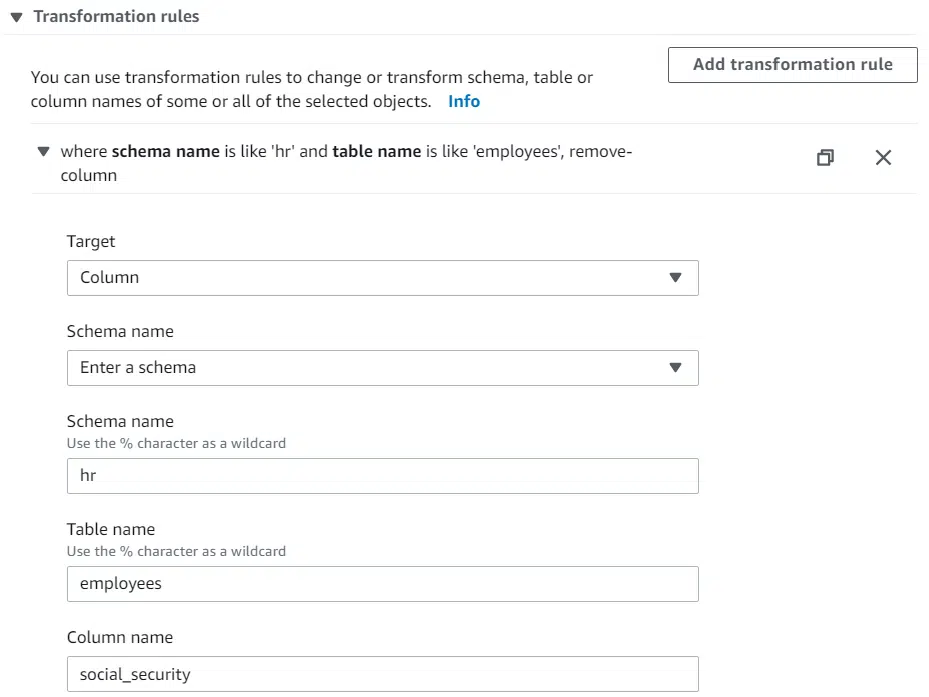 Transformation rules
Add transformation rule
You can use transformation rules to change or transform schema, table or
column names of some or all of the selected objects. Info
where schema name is like 'hr' and table name is like 'employees', remove-
column
Target
Column
Schema name
Enter a schema
Schema name
Use the % character as a wildcard
hr
Table name
Use the % character as a wildcard
employees
Column name
social_security